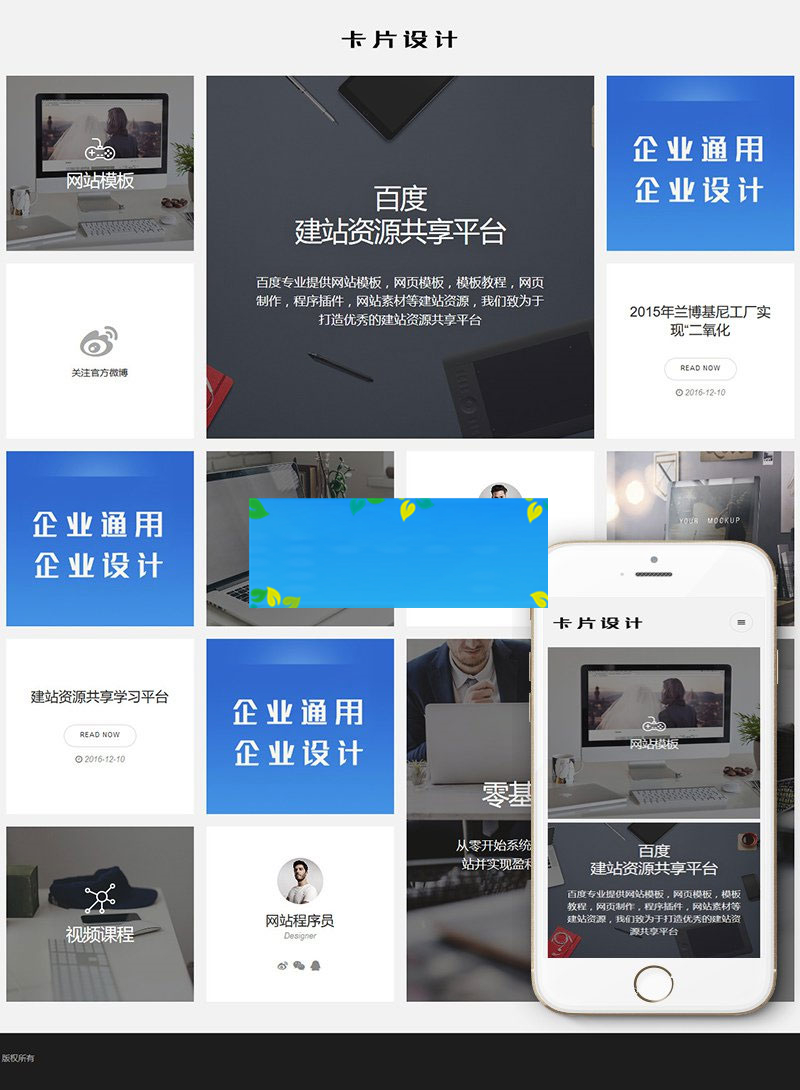 卡片设计
网站模板
百度
建站资源共享平台
百度专业提供网站模板，网页模板，模板教程，网页
制作，程序插件，网站素材等建站资源，我们致为于
打造优秀的建站资源共享平台
企业通用
企业设计
关注官方微博
2015年兰博基尼工厂实
现“二氧化
READ NOW
2016-12-10
企业通用
企业设计
YOUR MOCKUP
建站资源共享学习平台
READ NOW
2016-12-10
企业通用
企业设计
零基
从零开始系统
站并实现盈利
视频课程
网站程序员
Designer
卡片设计
网站模板
百度
建站资源共享平台
百度专业提供网站模板，网页模板，模板
教程，网页制作，程序插件，网站素材等
建站资源，我们致为于打造优秀的建站资
源共享平台
版权所有